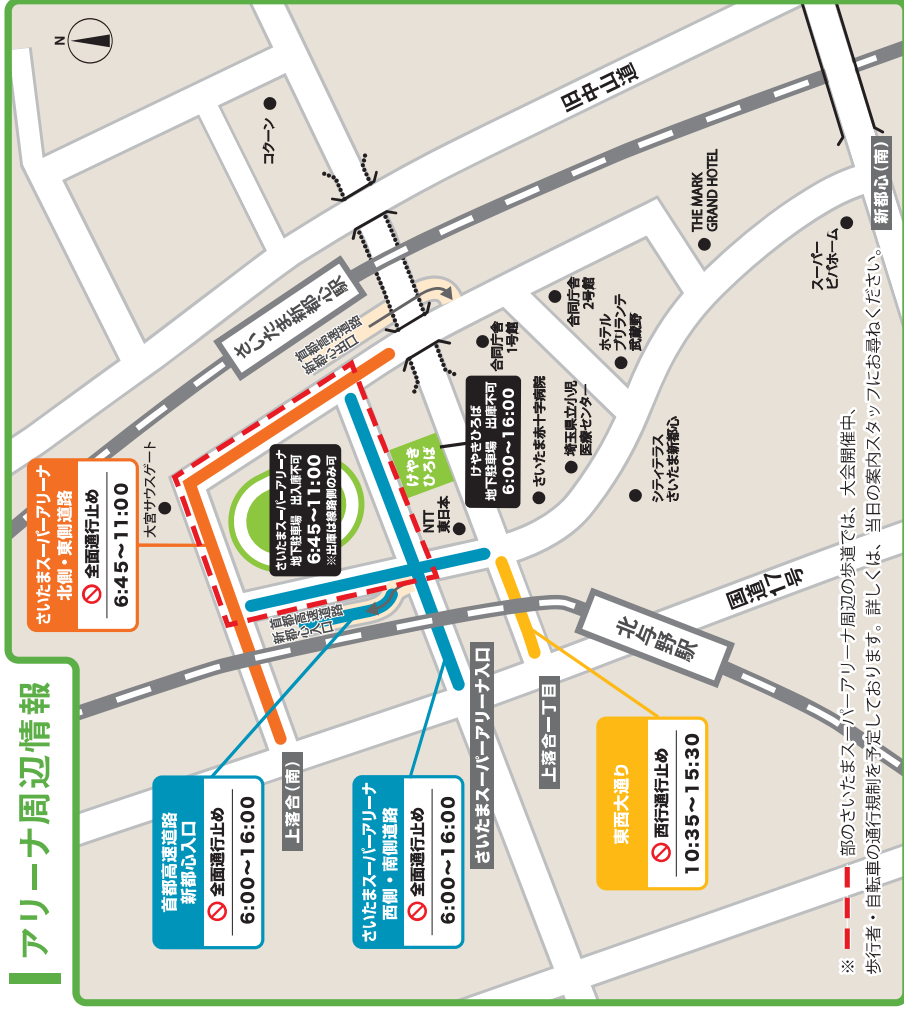 アリーナ周辺情報
N
さいたまスーパーアリーナ
北側・東側道路
全面通行止め
6:45~11:00
大宮サウスゲート
コクーン
さいたま新都心駅
旧中山道
首都高速道路
新都心出口
さいたまスーパーアリーナ
地下駐車場 出入庫不可
6:45~11:00
※出庫は線路側のみ可
首都高速道路
新都心入口
けやき
ひろば
けやきひろば
地下駐車場 出庫不可
6:00~16:00
NTT
東日本
合同庁舎
1号館
合同庁舎
2号館
ホテル
ブリランテ
武蔵野
THE MARK
GRAND HOTEL
さいたま赤十字病院
埼玉県立小児
医療センター
シティテラス
さいたま新都心
スーパー
ビバホーム
新都心(南)
首都高速道路
新都心入口
全面通行止め
6:00~16:00
上落合(南)
さいたまスーパーアリーナ
西側・南側道路
全面通行止め
6:00~16:00
さいたまスーパーアリーナ入口
上落合一丁目
北与野駅
国道17号
東西大通り
西行通行止め
10:35~15:30
※ 部のさいたまスーパーアリーナ周辺の歩道では、大会開催中、
歩行者・自転車の通行規制を予定しております。詳しくは、当日の案内スタッフにお尋ねください。